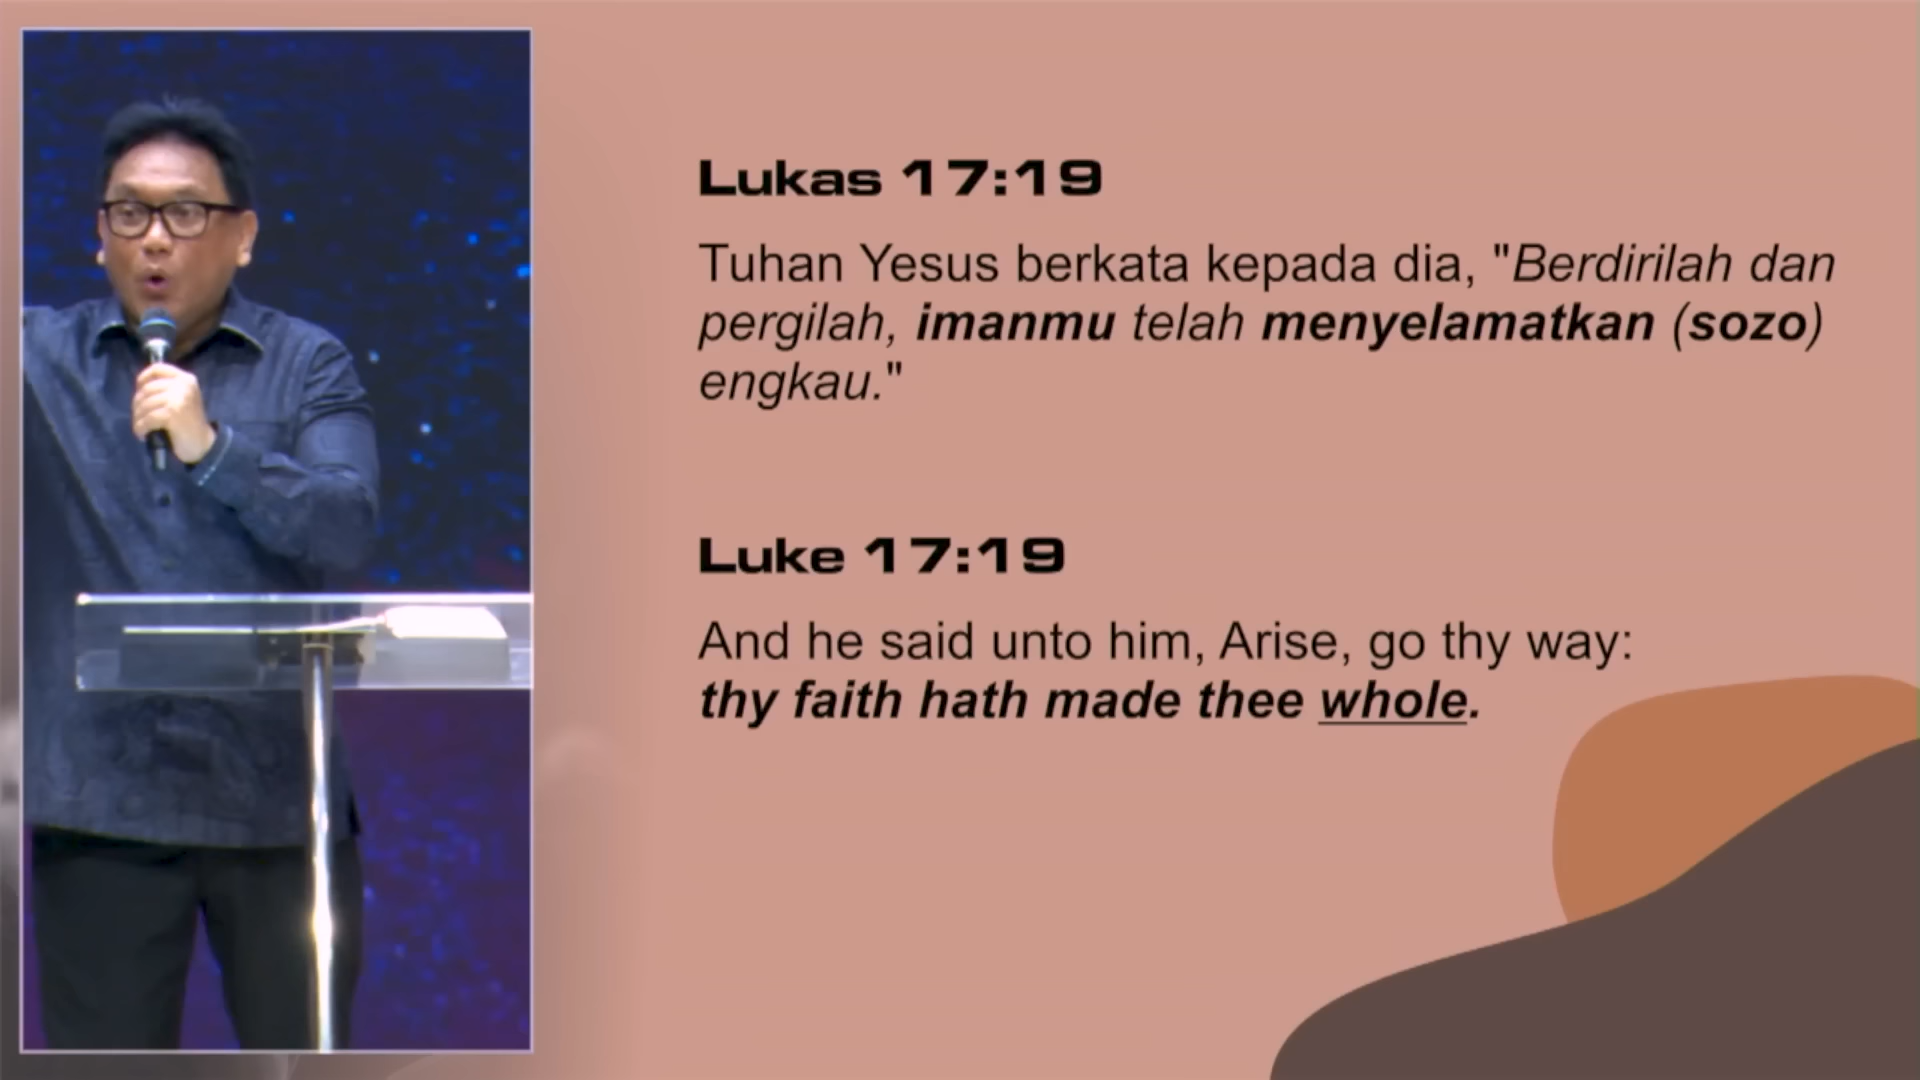 Lukas 17:19
Tuhan Yesus berkata kepada dia, "Berdirilah dan
pergilah, imanmu telah menyelamatkan (sozo)
engkau."
Luke 17:19
And he said unto him, Arise, go thy way:
thy faith hath made thee whole.